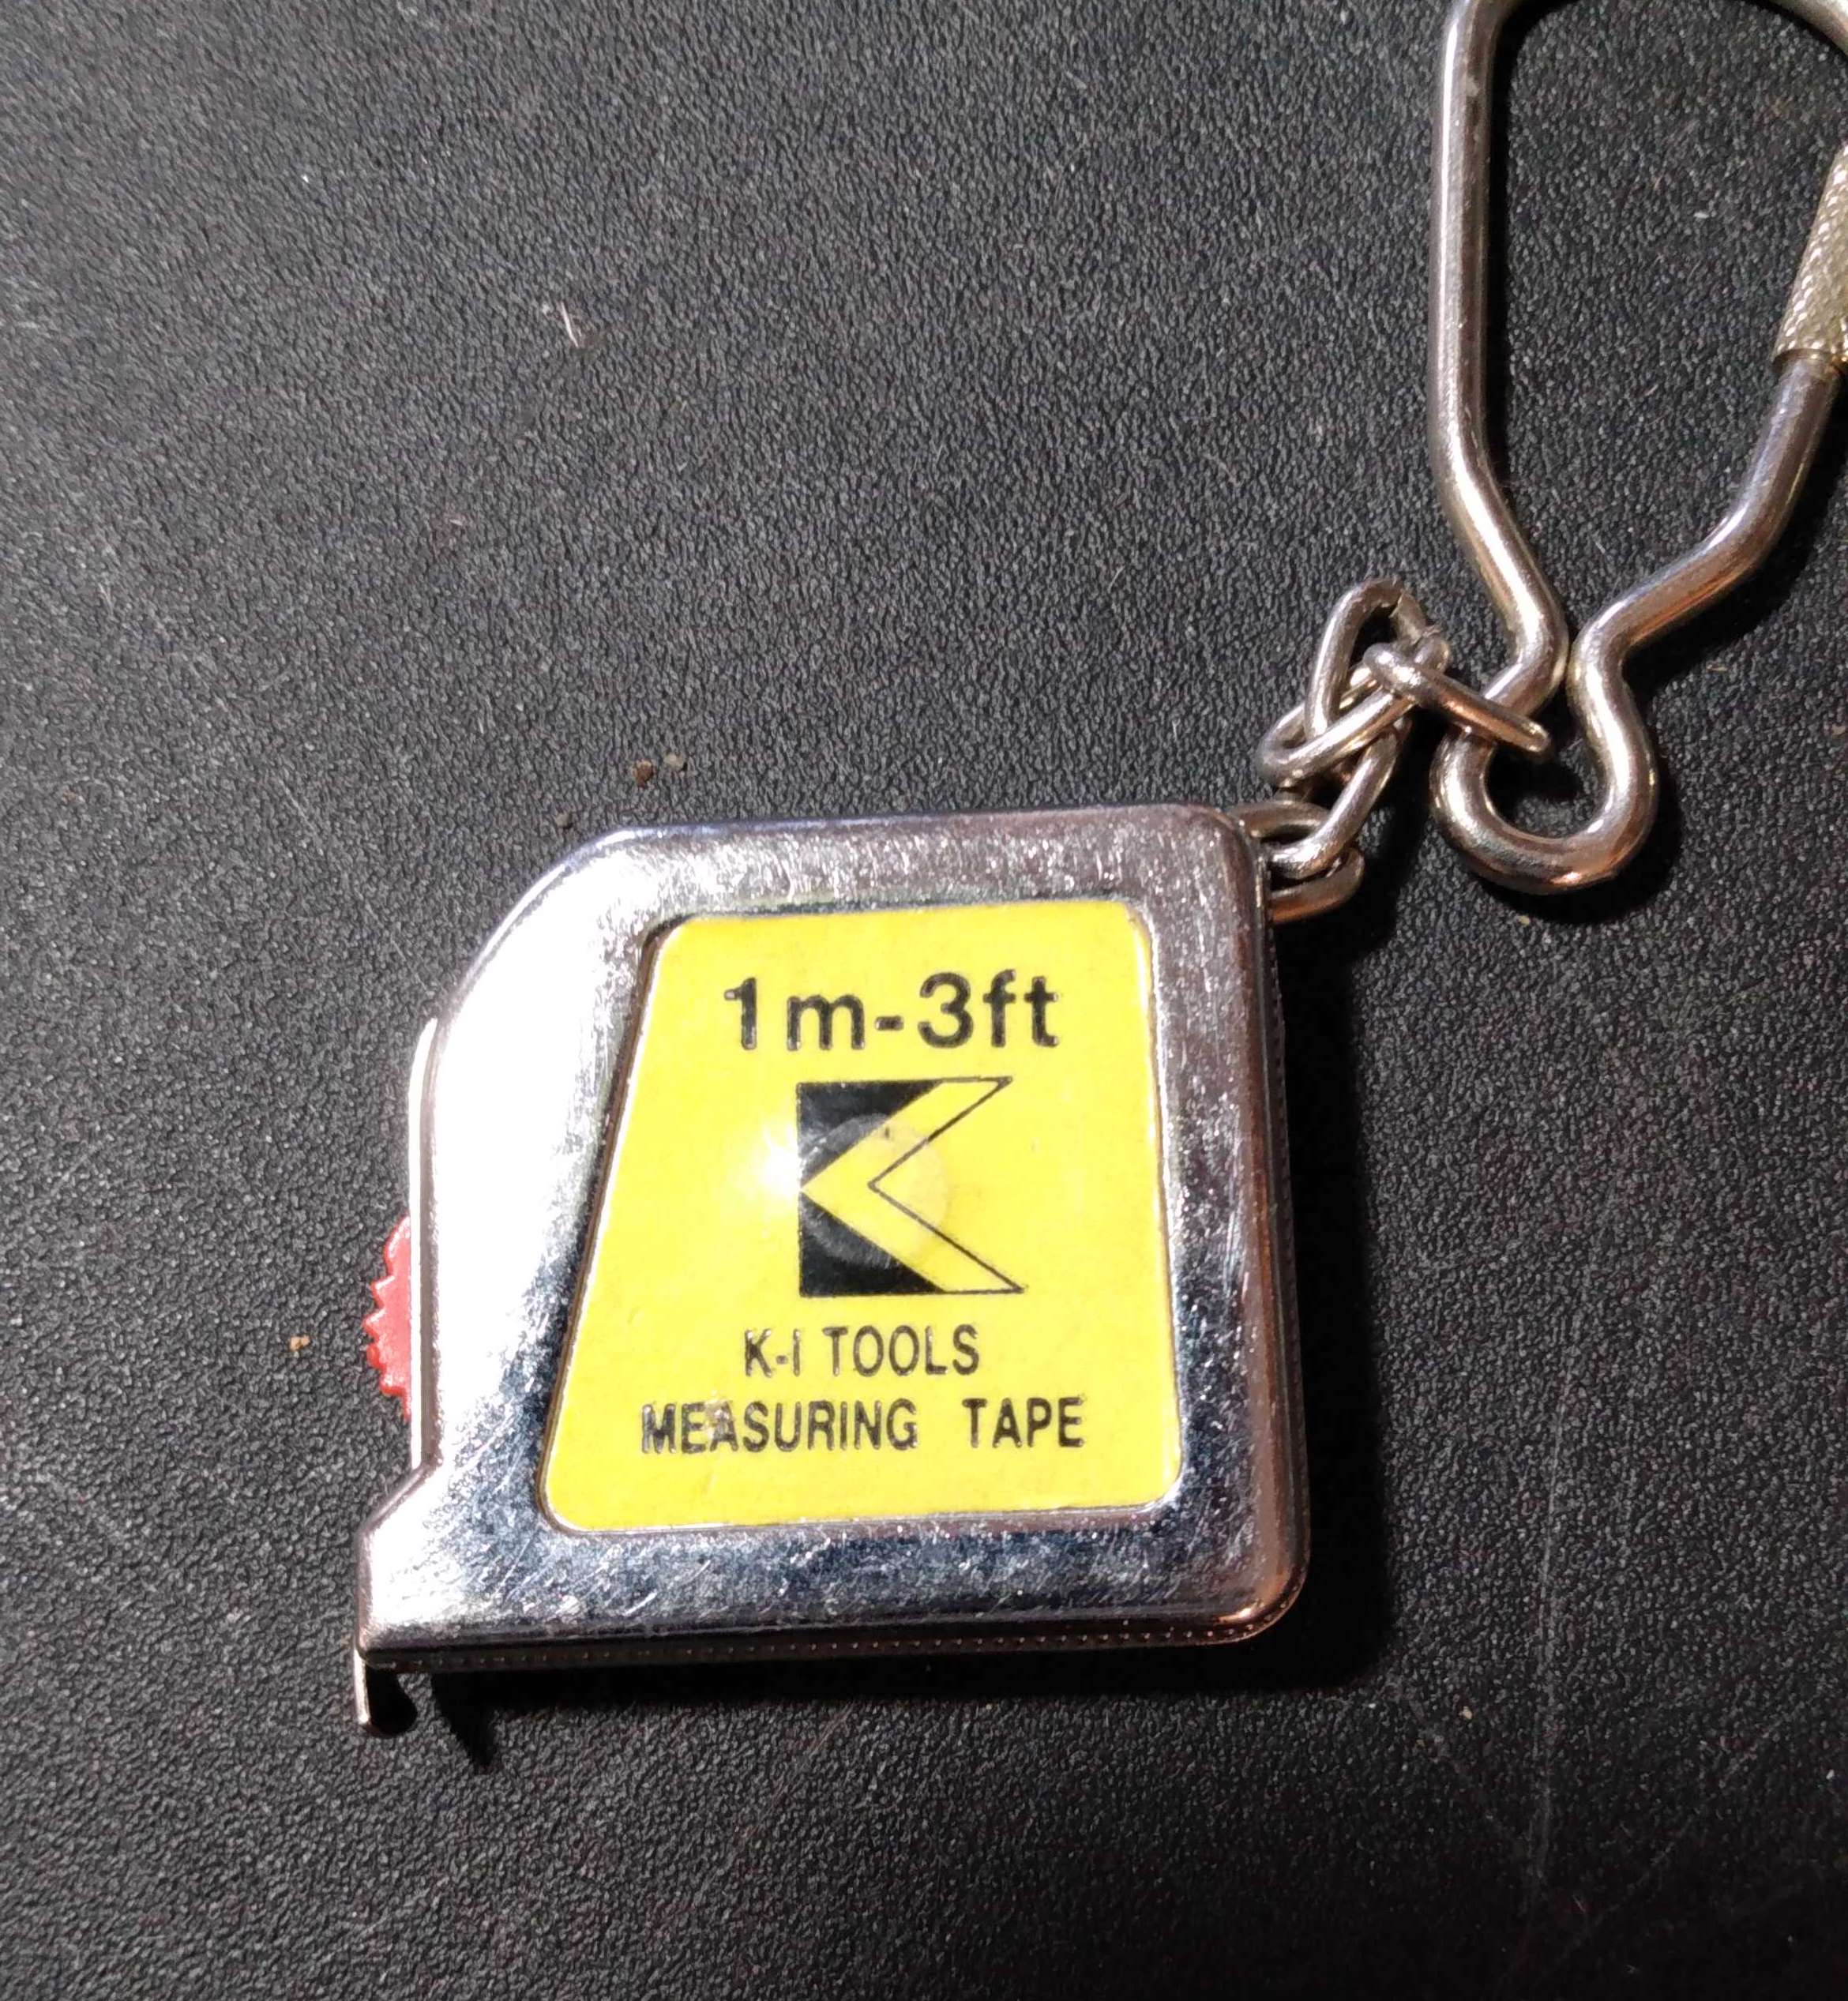 1m-3ft
K-I TOOLS
MEASURING TAPE